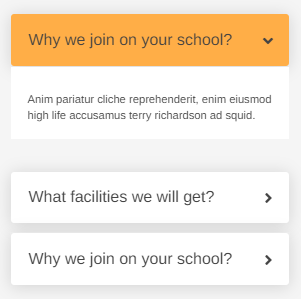 Why we join on your school?
Anim pariatur cliche reprehenderit, enim eiusmod
high life accusamus terry richardson ad squid.
What facilities we will get?
Why we join on your school?